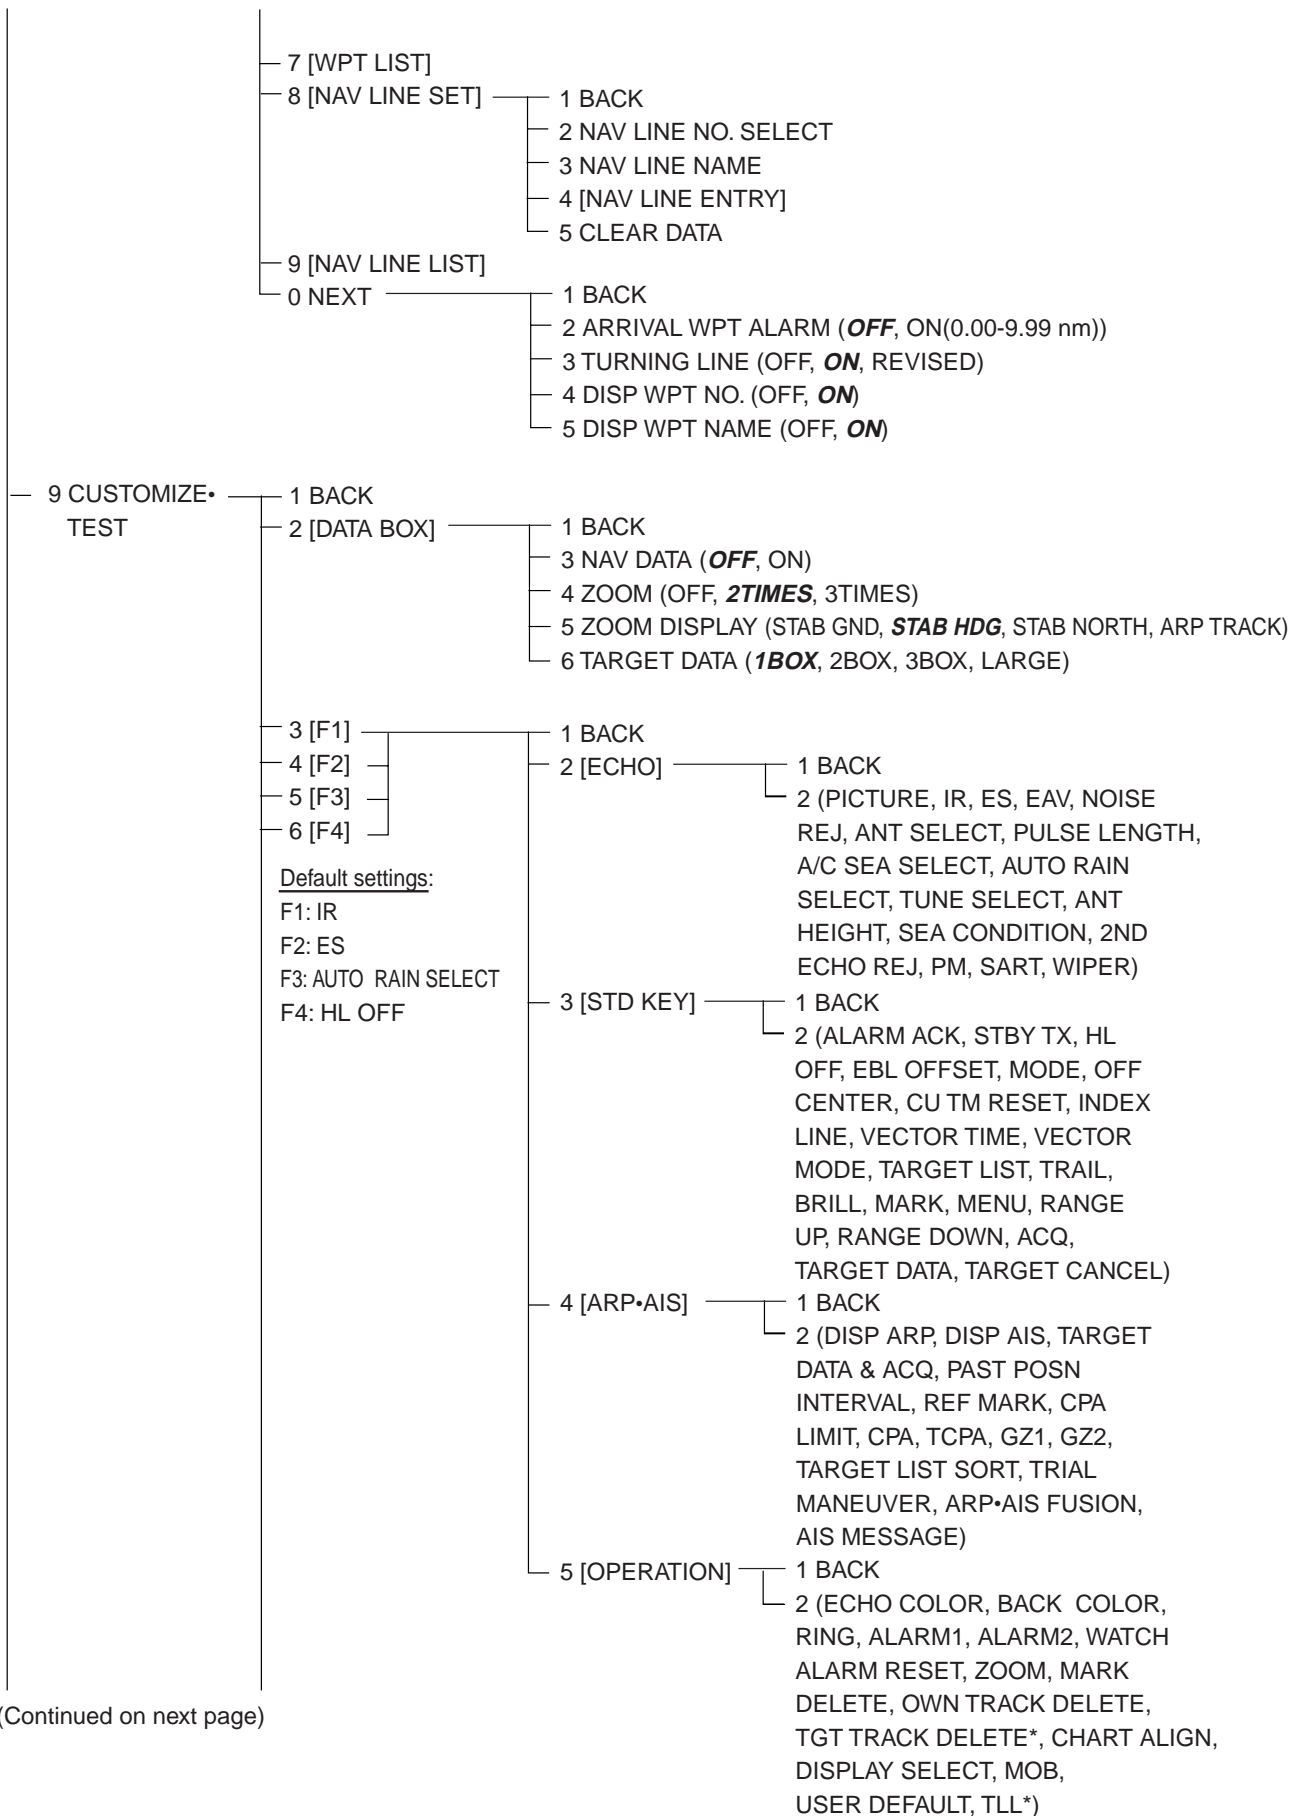 7 [WPT LIST]
8 [NAV LINE SET]
1 BACK
2 NAV LINE NO. SELECT
3 NAV LINE NAME
4 [NAV LINE ENTRY]
5 CLEAR DATA
9 [NAV LINE LIST]
0 NEXT
1 BACK
2 ARRIVAL WPT ALARM (OFF, ON(0.00-9.99 nm))
3 TURNING LINE (OFF, ON, REVISED)
4 DISP WPT NO. (OFF, ON)
5 DISP WPT NAME (OFF, ON)
9 CUSTOMIZE•
TEST
1 BACK
2 [DATA BOX]
1 BACK
3 NAV DATA (OFF, ON)
4 ZOOM (OFF, 2TIMES, 3TIMES)
5 ZOOM DISPLAY (STAB GND, STAB HDG, STAB NORTH, ARP TRACK)
6 TARGET DATA (1BOX, 2BOX, 3BOX, LARGE)
3 [F1]
4 [F2]
5 [F3]
6 [F4]
Default settings:
F1: IR
F2: ES
F3: AUTO RAIN SELECT
F4: HL OFF
1 BACK
2 [ECHO]
1 BACK
2 (PICTURE, IR, ES, EAV, NOISE
REJ, ANT SELECT, PULSE LENGTH,
A/C SEA SELECT, AUTO RAIN
SELECT, TUNE SELECT, ANT
HEIGHT, SEA CONDITION, 2ND
ECHO REJ, PM, SART, WIPER)
3 [STD KEY]
1 BACK
2 (ALARM ACK, STBY TX, HL
OFF, EBL OFFSET, MODE, OFF
CENTER, CU TM RESET, INDEX
LINE, VECTOR TIME, VECTOR
MODE, TARGET LIST, TRAIL,
BRILL, MARK, MENU, RANGE
UP, RANGE DOWN, ACQ,
TARGET DATA, TARGET CANCEL)
4 [ARP•AIS]
1 BACK
2 (DISP ARP, DISP AIS, TARGET
DATA & ACQ, PAST POSN
INTERVAL, REF MARK, CPA
LIMIT, CPA, TCPA, GZ1, GZ2,
TARGET LIST SORT, TRIAL
MANEUVER, ARP•AIS FUSION,
AIS MESSAGE)
5 [OPERATION]
1 BACK
2 (ECHO COLOR, BACK COLOR,
RING, ALARM1, ALARM2, WATCH
ALARM RESET, ZOOM, MARK
DELETE, OWN TRACK DELETE,
TGT TRACK DELETE*, CHART ALIGN,
DISPLAY SELECT, MOB,
USER DEFAULT, TLL*)
(Continued on next page)